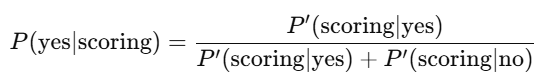 P(yes|scoring) = P′(scoring|yes) / (P′(scoring|yes) + P′(scoring|no))